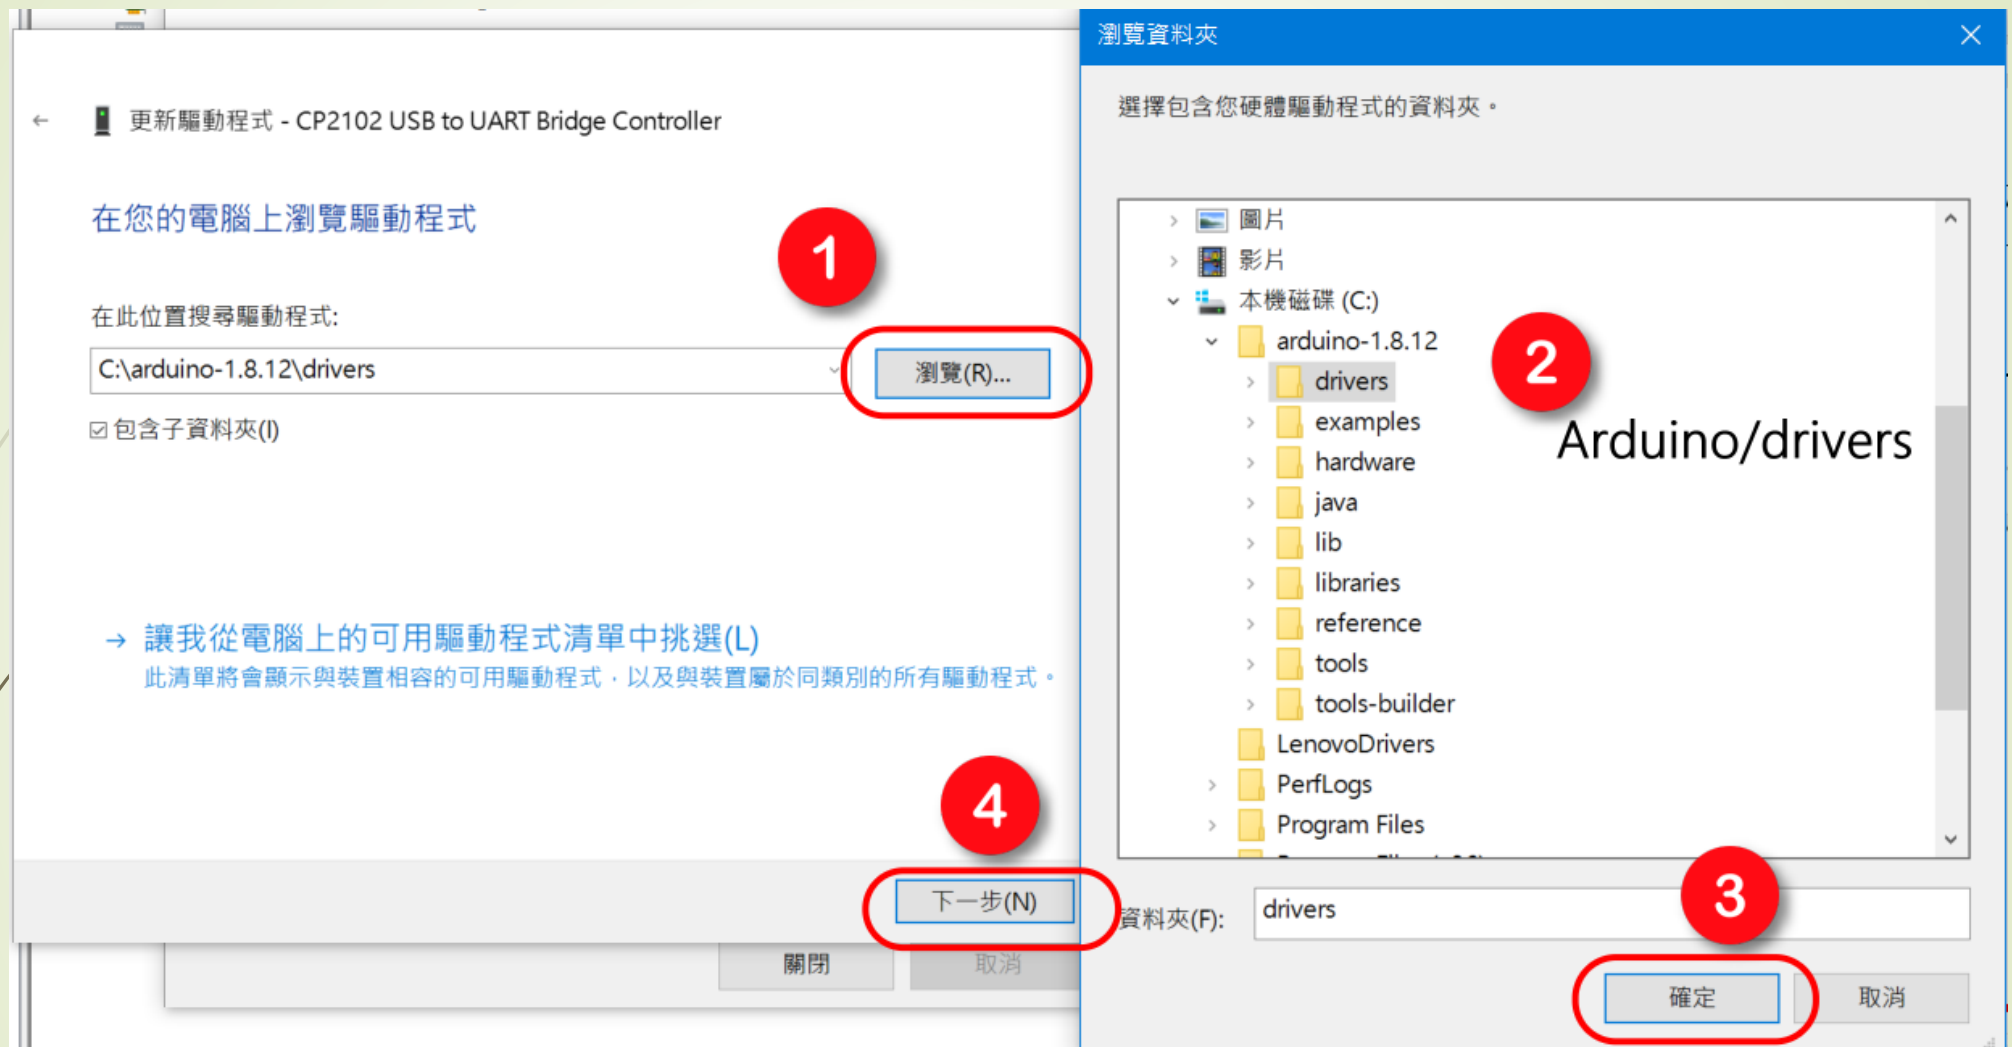 更新驅動程式 - CP2102 USB to UART Bridge Controller
在您的電腦上瀏覽驅動程式
1
在此位置搜尋驅動程式:
C:\arduino-1.8.12\drivers
瀏覽(R)...
包含子資料夾(I)
讓我從電腦上的可用驅動程式清單中挑選(L)
此清單將會顯示與裝置相容的可用驅動程式，以及與裝置屬於同類別的所有驅動程式。
4
下一步(N)
關閉
取消
瀏覽資料夾
選擇包含您硬體驅動程式的資料夾。
圖片
影片
本機磁碟 (C:)
arduino-1.8.12
2
drivers
examples
Arduino/drivers
hardware
java
lib
libraries
reference
tools
tools-builder
LenovoDrivers
PerfLogs
Program Files
3
資料夾(F):
drivers
確定
取消